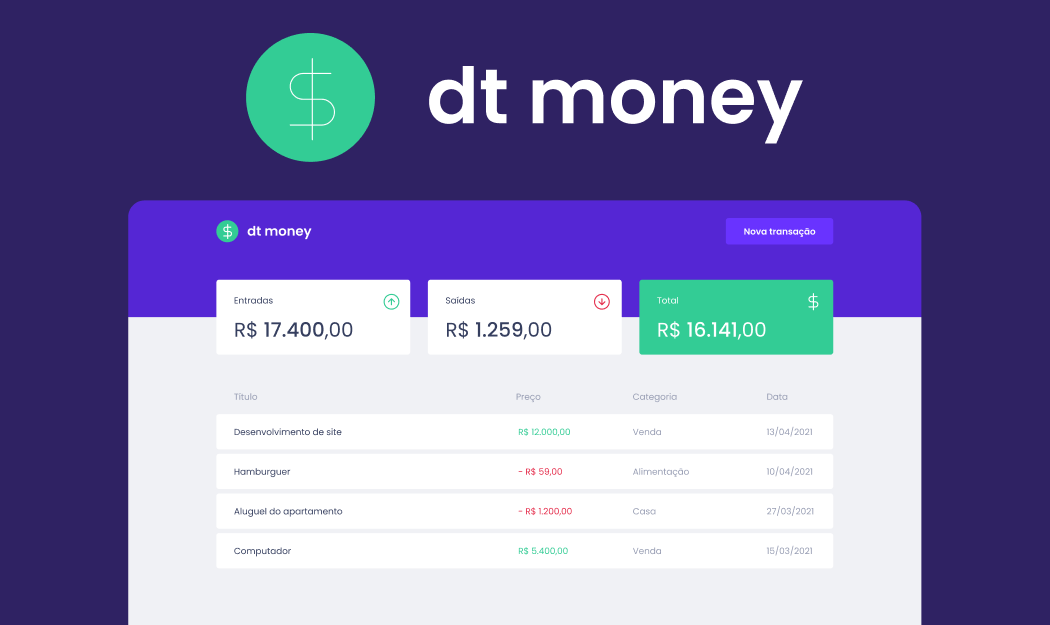 dt money
dt money
Nova transação
Entradas
Saídas
Total
R$ 17.400,00
R$ 1.259,00
R$ 16.141,00
Título Preço Categoria Data
Desenvolvimento de site R$ 12.000,00 Venda 13/04/2021
Hamburguer - R$ 59,00 Alimentação 10/04/2021
Aluguel do apartamento - R$ 1.200,00 Casa 27/03/2021
Computador R$ 5.400,00 Venda 15/03/2021